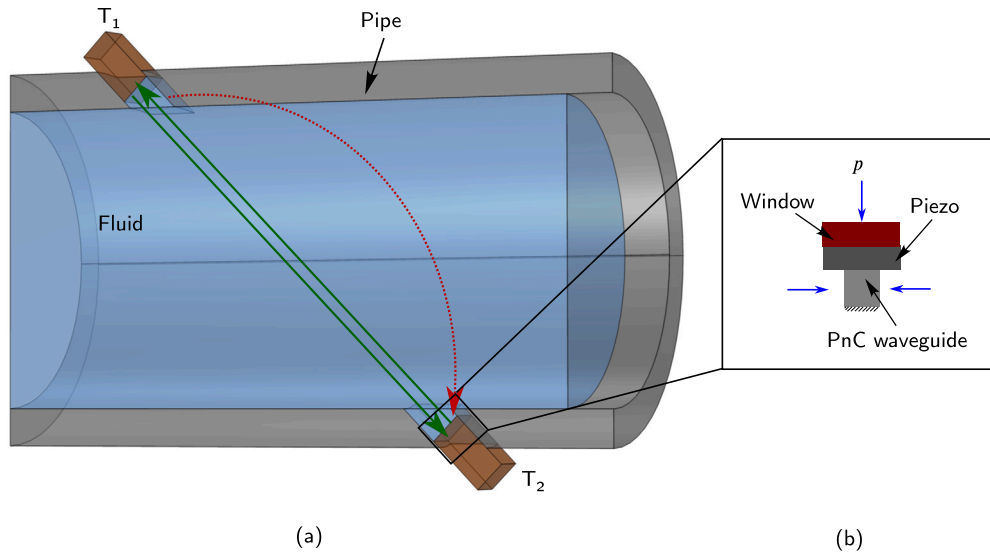 T₁
Pipe
Fluid
p
Window
Piezo
PnC waveguide
T₂
(a)
(b)